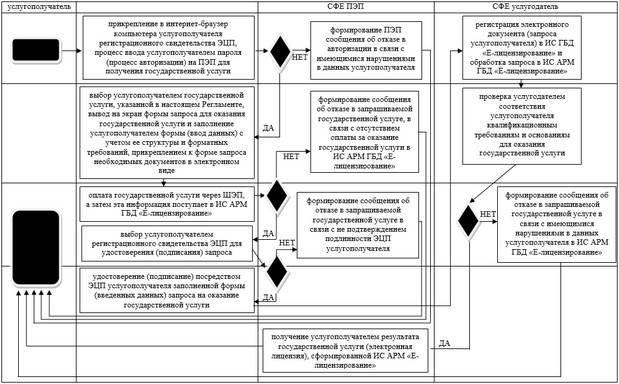 услугополучатель
СФЕ ПЭП
СФЕ услугодатель
прикрепление в интернет-браузер
компьютера услугополучателя
регистрационного свидетельства ЭЦП,
процесс ввода услугополучателем пароля
(процесс авторизации) на ПЭП для
получения государственной услуги
НЕТ
формирование ПЭП
сообщения об отказе в
авторизации в связи с
имеющимися нарушениями
в данных услугополучателя
регистрация электронного
документа (запроса
услугополучателя) в ИС ГБД
«Е-лицензирование» и
обработка запроса в ИС АРМ
ГБД «Е-лицензирование»
выбор услугополучателем государственной
услуги, указанной в настоящем Регламенте,
вывод на экран формы запроса для оказания
государственной услуги и заполнение
услугополучателем формы (ввод данных) с
учетом ее структуры и форматных
требований, прикреплением к форме запроса
необходимых документов в электронном
виде
ДА
НЕТ
формирование сообщения
об отказе в запрашиваемой
государственной услуге, в
связи с отсутствием
оплаты за оказание
государственной услуги в
ИС АРМ ГБД «Е-
лицензирование»
проверка услугодателем
соответствия
услугополучателя
квалификационным
требованиям и основаниям
для оказания
государственной услуги
оплата государственной услуги через ШЭП,
а затем эта информация поступает в ИС АРМ
ГБД «Е-лицензирование»
ДА
выбор услугополучателем
регистрационного свидетельства ЭЦП для
удостоверения (подписания) запроса
НЕТ
формирование сообщения об
отказе в запрашиваемой
государственной услуге в
связи с не подтверждением
подлинности ЭЦП
услугополучателя
НЕТ
формирование сообщения об
отказе в запрашиваемой
государственной услуге в
связи с имеющимися
нарушениями в данных
услугополучателя в ИС АРМ
ГБД «Е-лицензирование»
удостоверение (подписание) посредством
ЭЦП услугополучателя заполненной формы
(введенных данных) запроса на оказание
государственной услуги
ДА
получение услугополучателем результата
государственной услуги (электронная
лицензия), сформированной ИС АРМ «Е-
лицензирование»
ДА